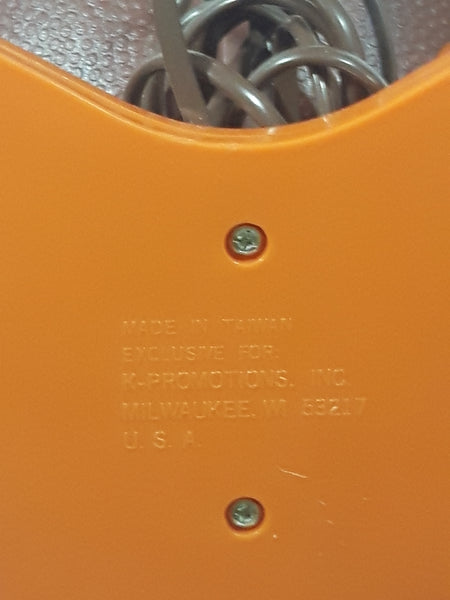 MADE IN TAIWAN
EXCLUSIVE FOR:
K-PROMOTIONS, INC.
MILWAUKEE, WI 53217
U. S. A.